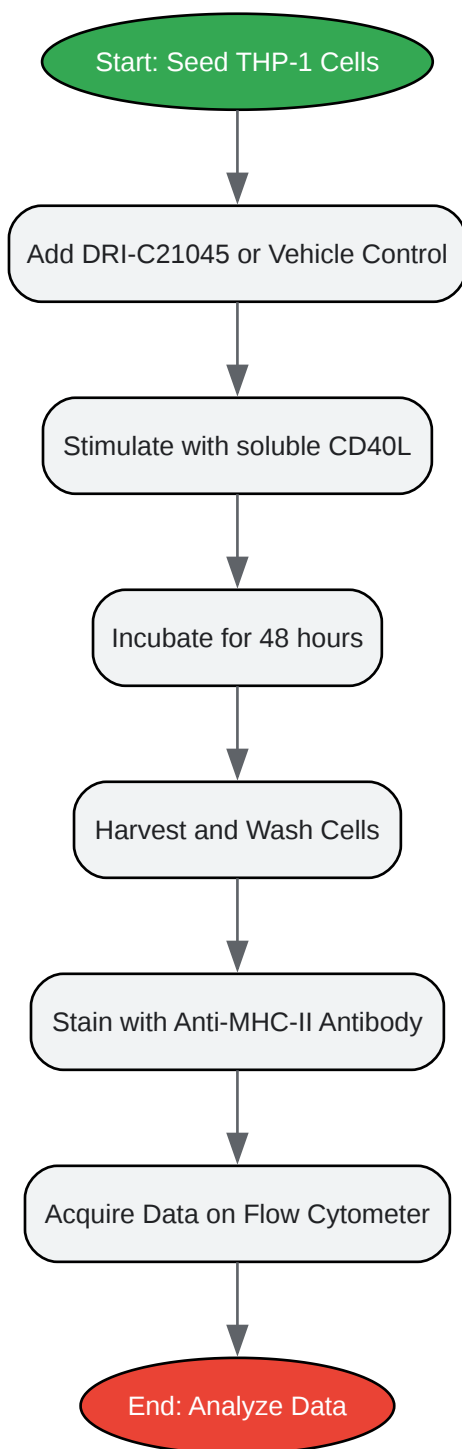 Start: Seed THP-1 Cells
Add DRI-C21045 or Vehicle Control
Stimulate with soluble CD40L
Incubate for 48 hours
Harvest and Wash Cells
Stain with Anti-MHC-II Antibody
Acquire Data on Flow Cytometer
End: Analyze Data